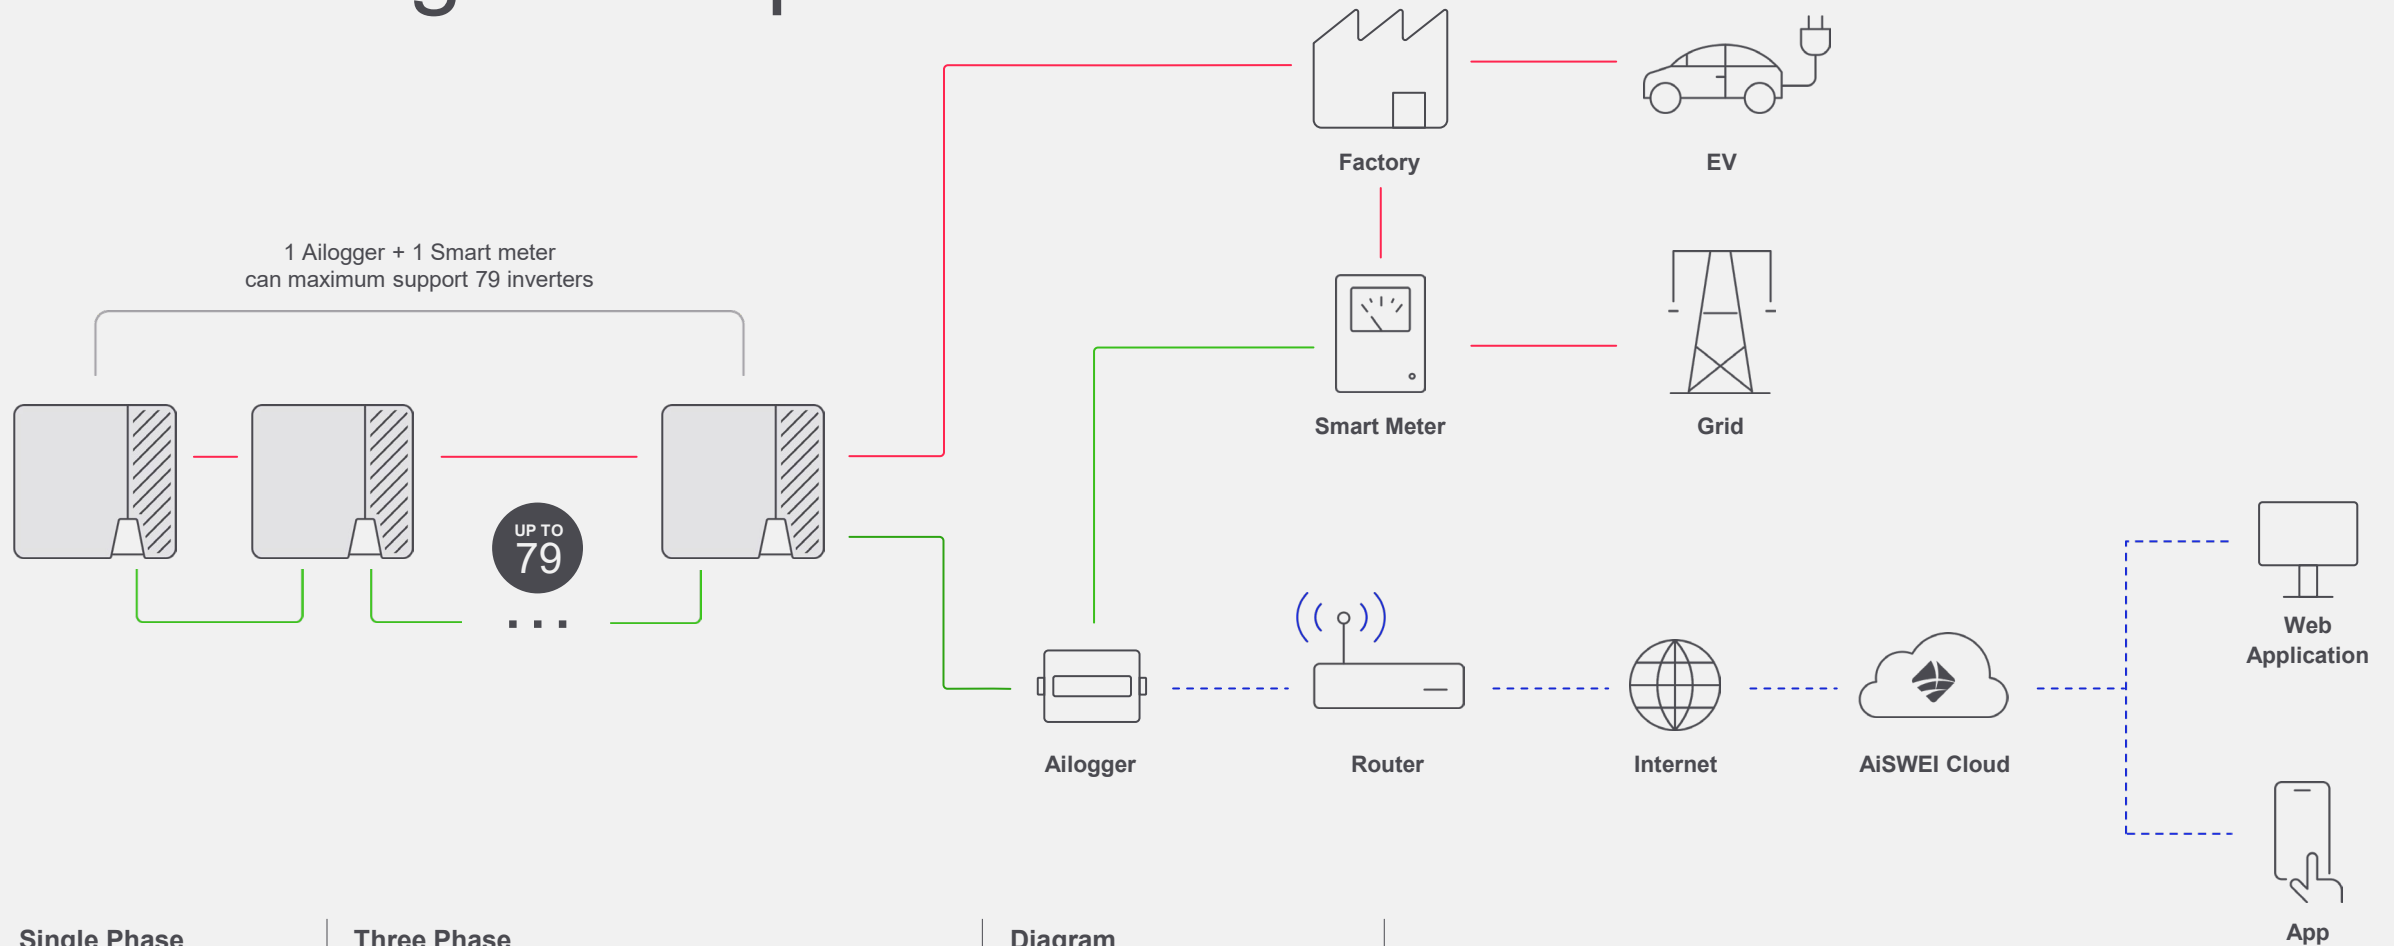 Factory
EV
1 Ailogger + 1 Smart meter
can maximum support 79 inverters
Smart Meter
Grid
UP TO
79
Web
Application
Ailogger
Router
Internet
AiSWEI Cloud
App
Single Phase
Three Phase
Diagram